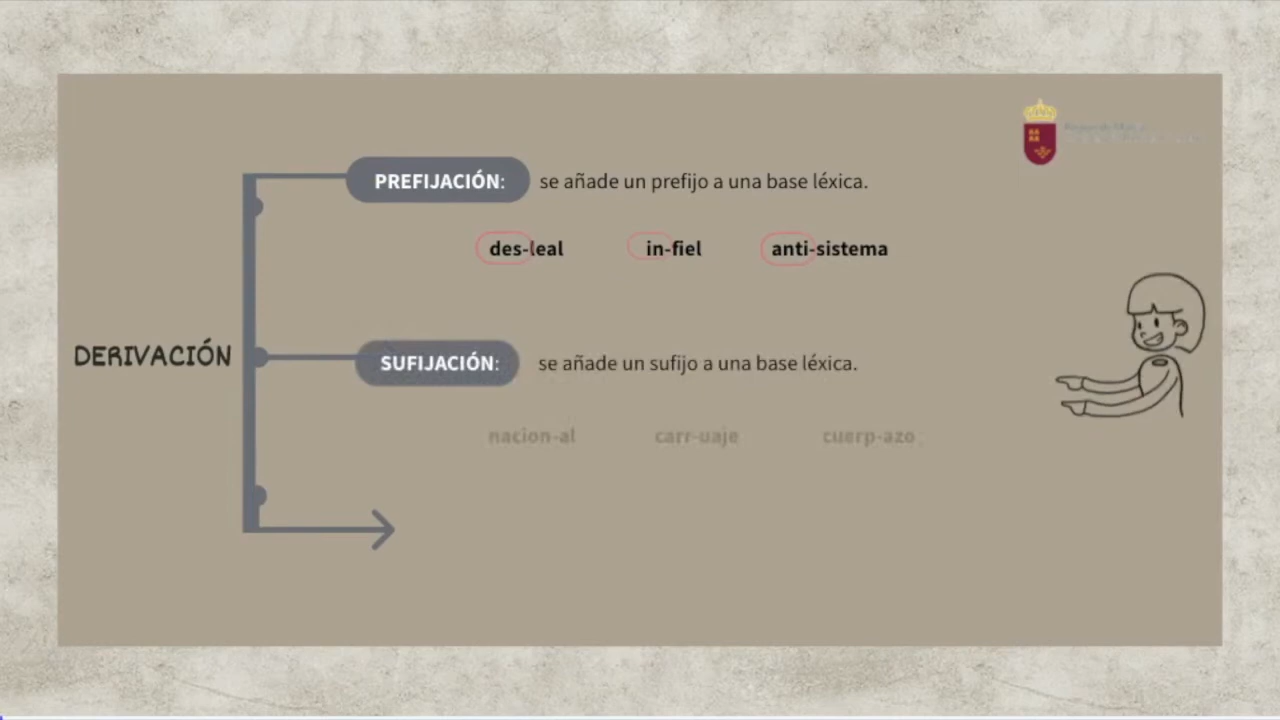 PREFIJACIÓN: se añade un prefijo a una base léxica.
des-leal in-fiel anti-sistema
DERIVACIÓN
SUFIJACIÓN: se añade un sufijo a una base léxica.
nacion-al carr-uaje cuerp-azo